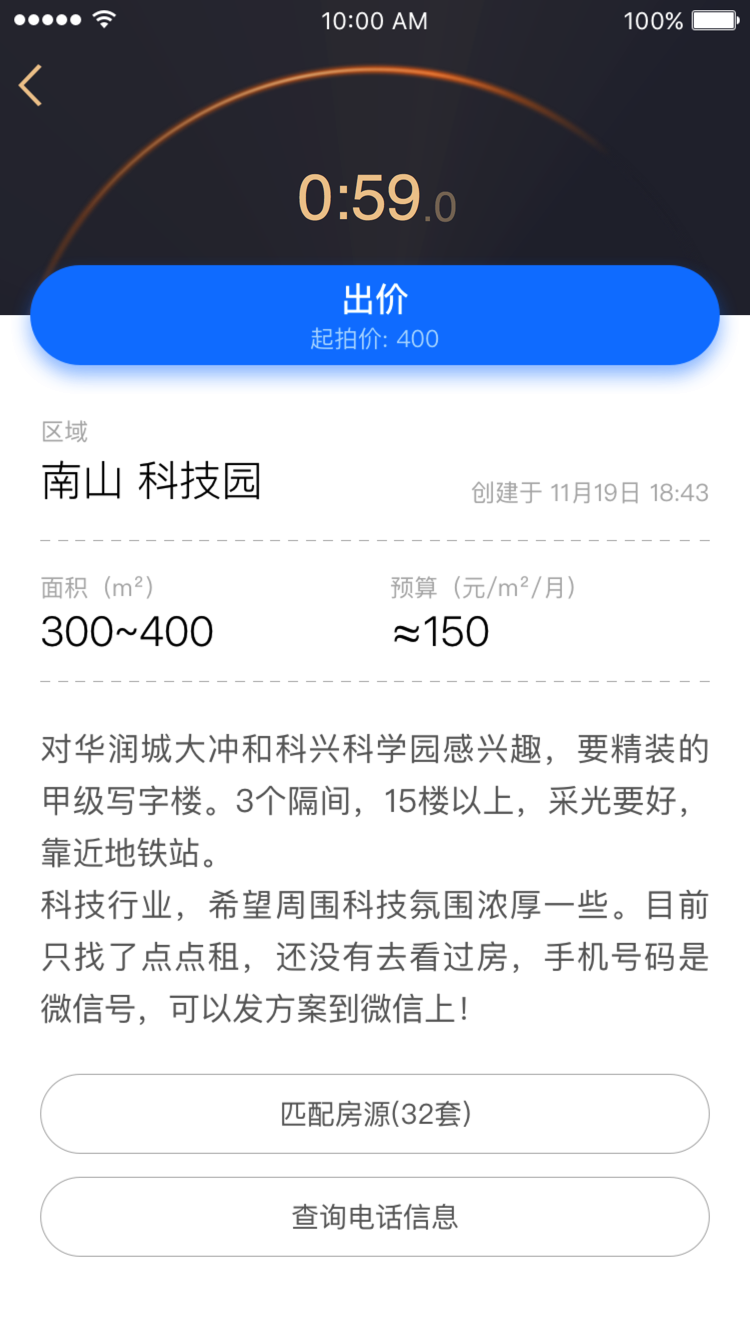 10:00 AM
100%
0:59.0
出价
起拍价: 400
区域
南山 科技园
创建于 11月19日 18:43
面积（m²）
预算（元/m²/月）
300~400
≈150
对华润城大冲和科兴科学园感兴趣，要精装的
甲级写字楼。3个隔间，15楼以上，采光要好，
靠近地铁站。
科技行业，希望周围科技氛围浓厚一些。目前
只找了点点租，还没有去看过房，手机号码是
微信号，可以发方案到微信上！
匹配房源(32套)
查询电话信息